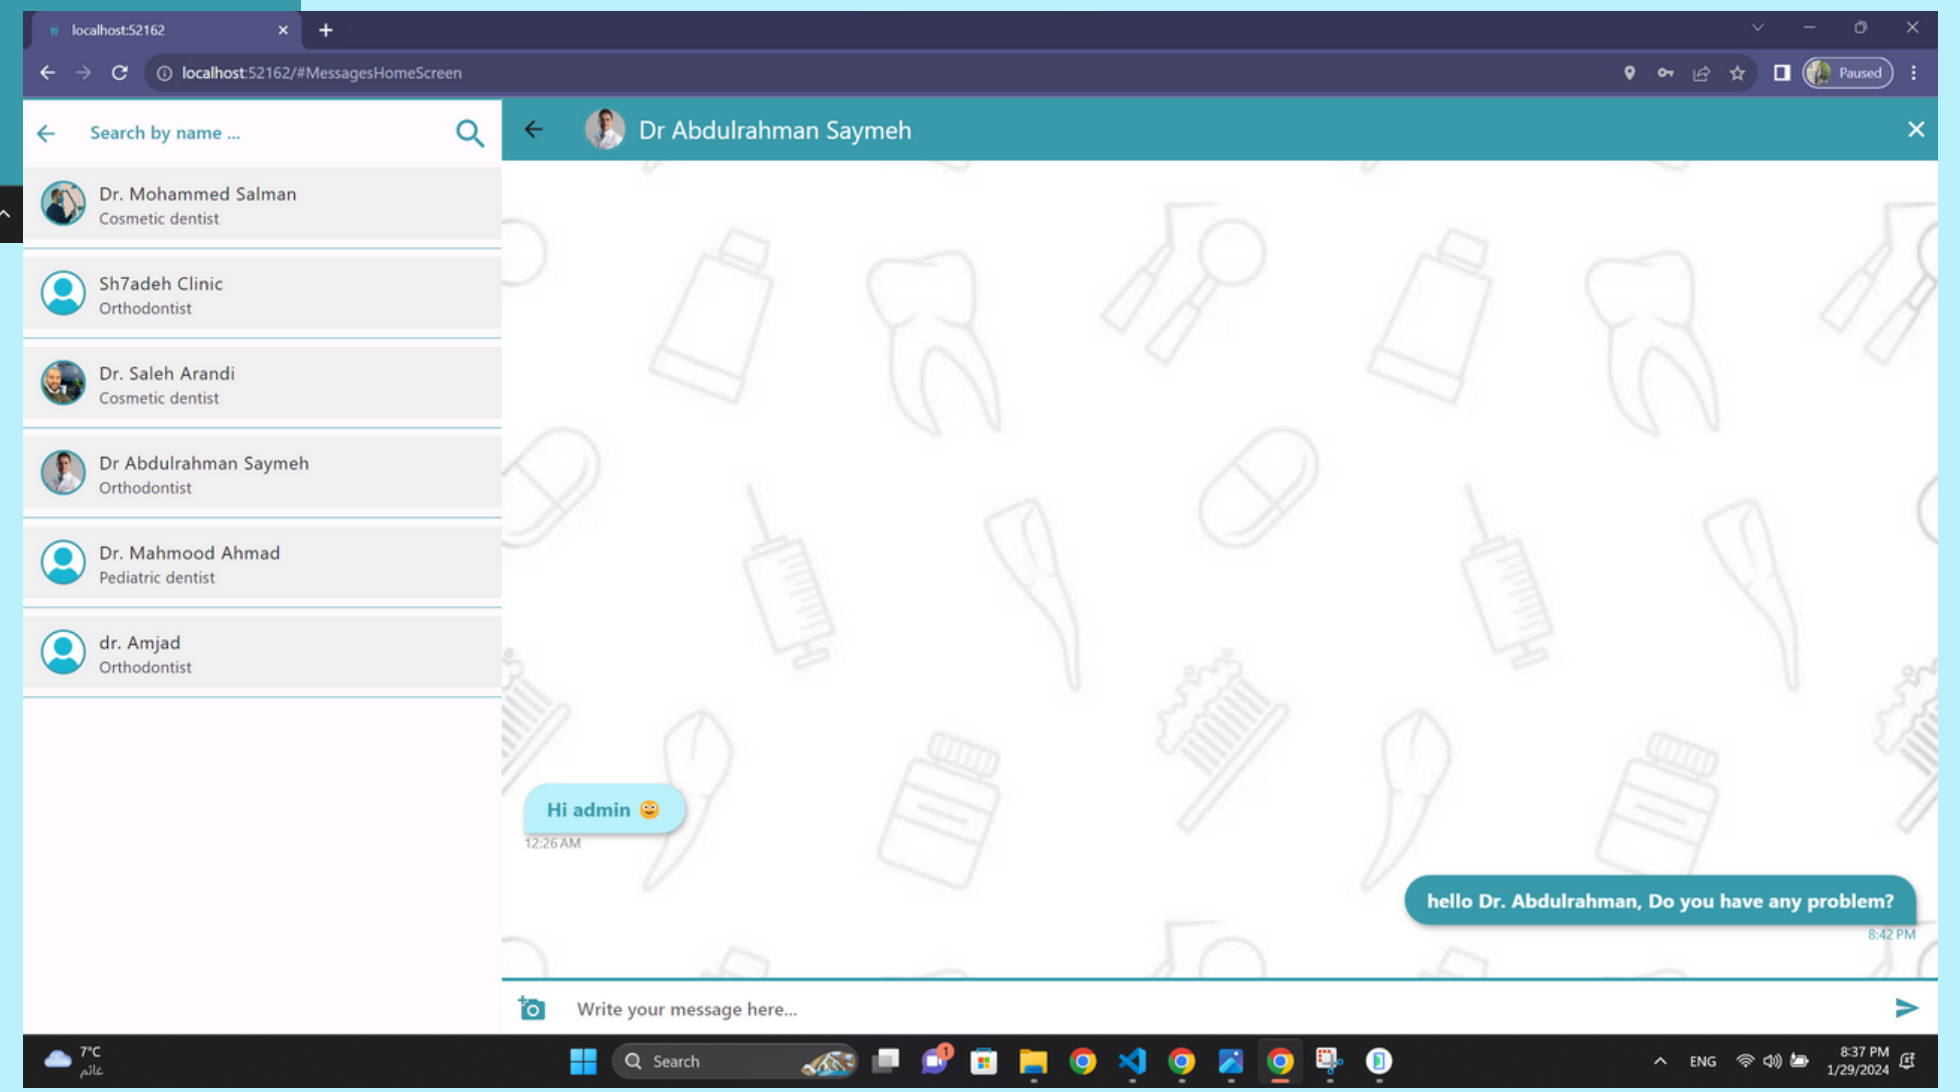 localhost:52162
localhost:52162/#MessagesHomeScreen
Paused
Search by name ...
Dr Abdulrahman Saymeh
Dr. Mohammed Salman
Cosmetic dentist
Sh7adeh Clinic
Orthodontist
Dr. Saleh Arandi
Cosmetic dentist
Dr Abdulrahman Saymeh
Orthodontist
Dr. Mahmood Ahmad
Pediatric dentist
dr. Amjad
Orthodontist
Hi admin 🙂
12:26 AM
hello Dr. Abdulrahman, Do you have any problem?
8:42 PM
Write your message here...
7°C
غائم
Search
1
ENG
8:37 PM
1/29/2024